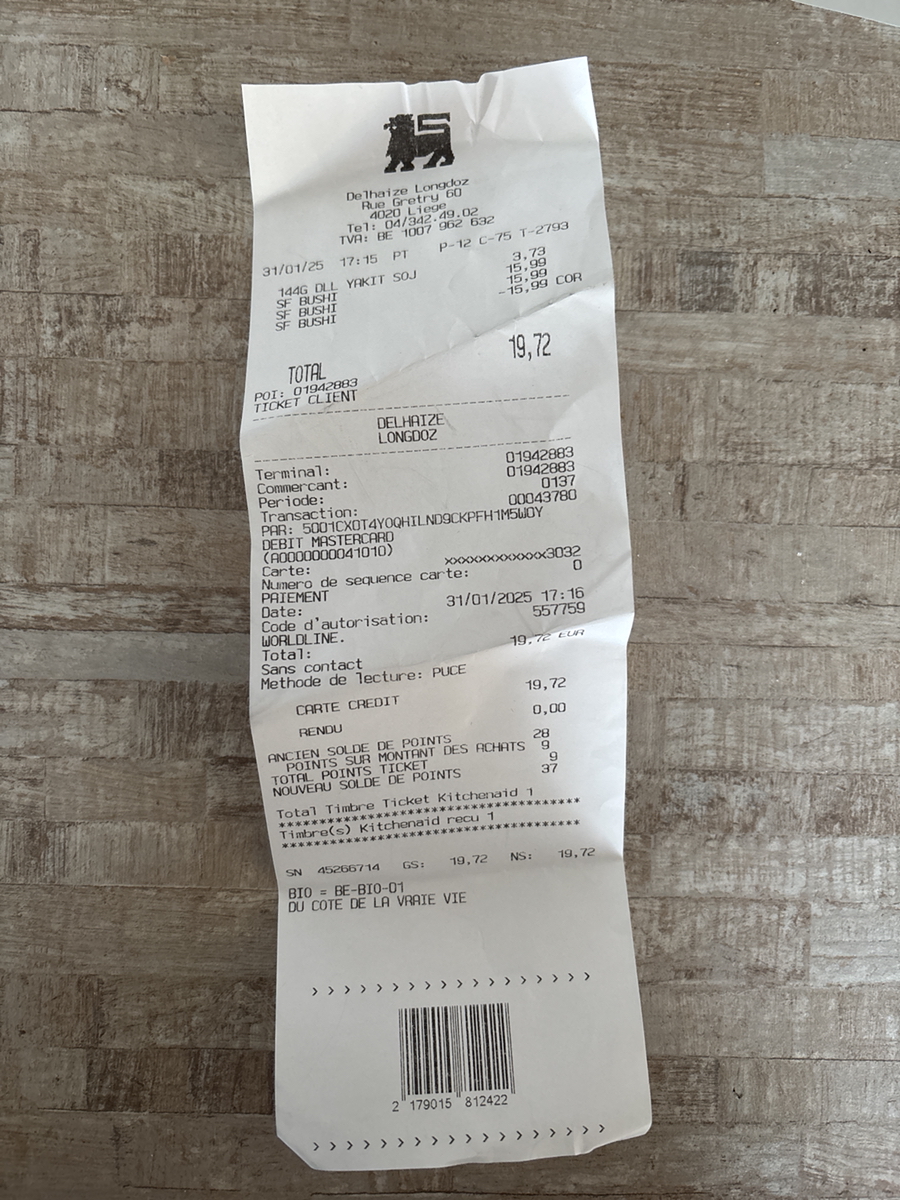 Delhaize Longdoz
Rue Gretry 60
4020 Liege
Tel: 04/342.49.02
TVA: BE 1007 962 632
31/01/25 17:15 PT P-12 C-75 T-2793
144G DLL YAKIT SOJ 3,73
SF BUSHI 15,99
SF BUSHI 15,99
SF BUSHI -15,99 COR
TOTAL 19,72
POI: 01942883
TICKET CLIENT
DELHAIZE
LONGDOZ
Terminal: 01942883
Commercant: 01942883
Periode: 0137
Transaction: 00043780
PAR: 5001CXOT4YOQHILND9CKPFH1M5WOY
DEBIT MASTERCARD
(A0000000041010)
Carte: xxxxxxxxxxxxx3032
Numero de sequence carte: 0
PAIEMENT
Date: 31/01/2025 17:16
Code d'autorisation: 557759
WORLDLINE.
Total: 19,72 EUR
Sans contact
Methode de lecture: PUCE
CARTE CREDIT 19,72
RENDU 0,00
ANCIEN SOLDE DE POINTS 28
POINTS SUR MONTANT DES ACHATS 9
TOTAL POINTS TICKET 9
NOUVEAU SOLDE DE POINTS 37
Total Timbre Ticket Kitchenaid 1
****************************************
Timbre(s) Kitchenaid recu 1
****************************************
SN 45266714 GS: 19,72 NS: 19,72
BIO = BE-BIO-01
DU COTE DE LA VRAIE VIE
> > > > > > > > > > > > > > > > > >
2 179015 812422
> > > > > > > > > > > > > > > > > > >